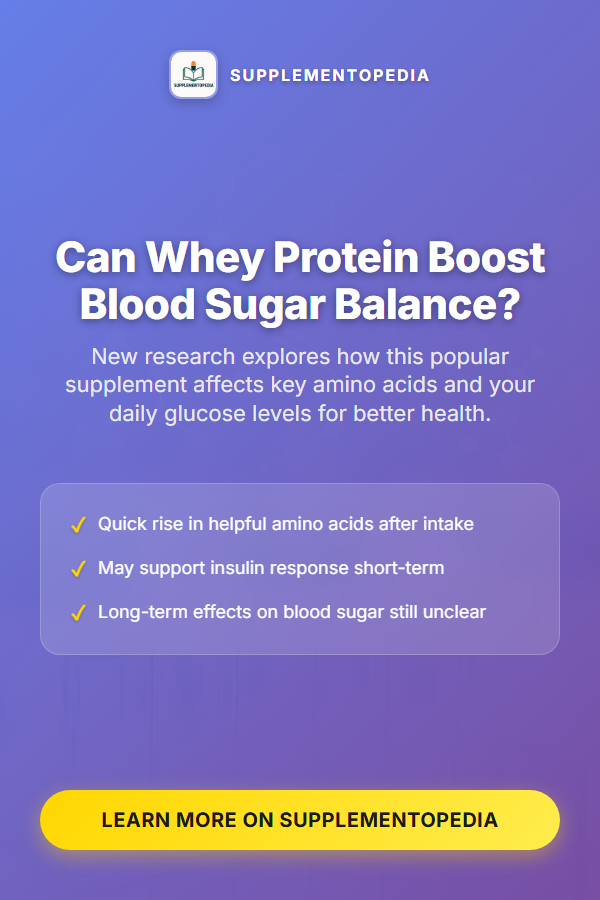 SUPPLEMENTOPEDIA
SUPPLEMENTOPEDIA
Can Whey Protein Boost
Blood Sugar Balance?
New research explores how this popular
supplement affects key amino acids and your
daily glucose levels for better health.
✓ Quick rise in helpful amino acids after intake
✓ May support insulin response short-term
✓ Long-term effects on blood sugar still unclear
LEARN MORE ON SUPPLEMENTOPEDIA